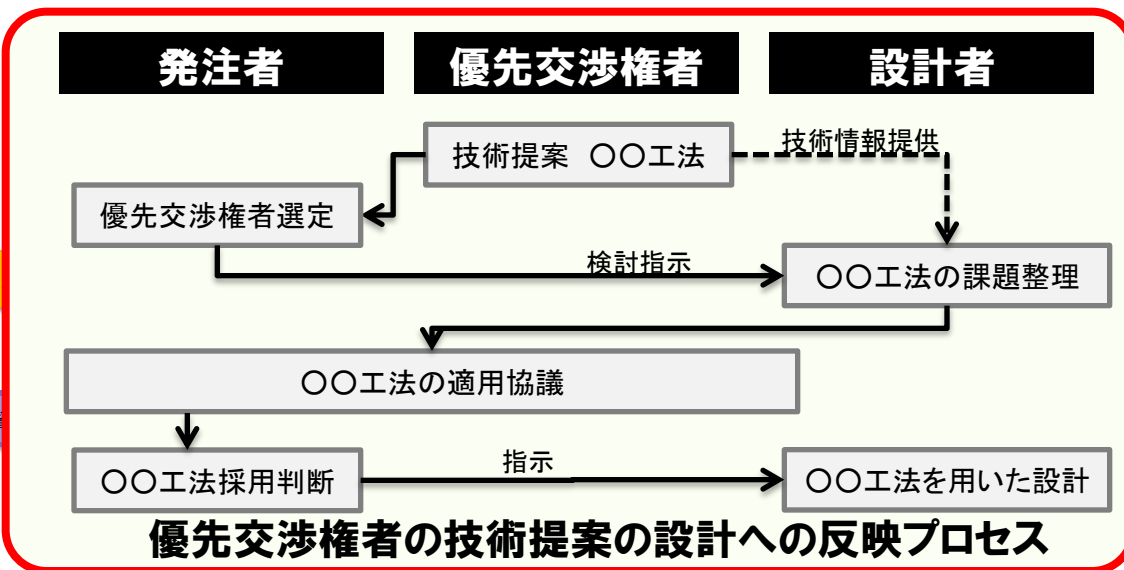 発注者
優先交渉権者
設計者
技術提案 〇〇工法
技術情報提供
優先交渉権者選定
検討指示
〇〇工法の課題整理
〇〇工法の適用協議
〇〇工法採用判断
指示
〇〇工法を用いた設計
優先交渉権者の技術提案の設計への反映プロセス